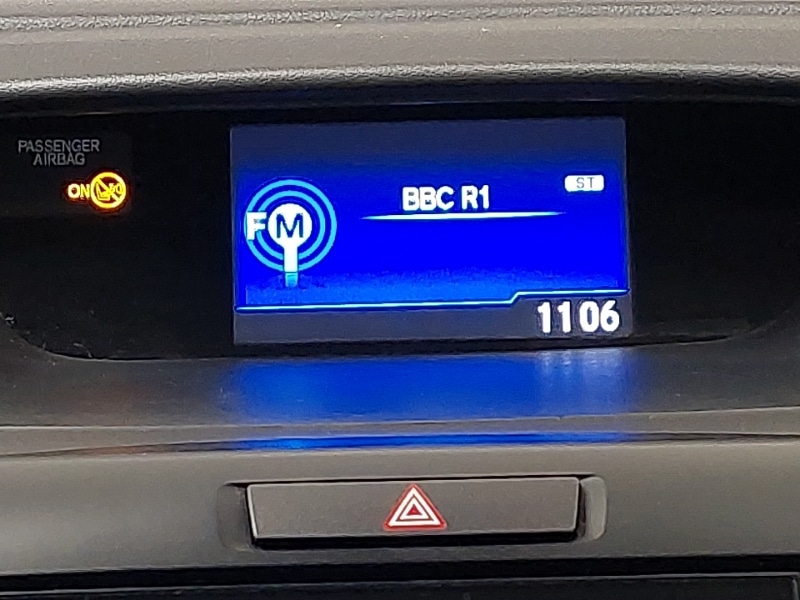 PASSENGER
AIRBAG
ON
FM
BBC R1
ST
1106